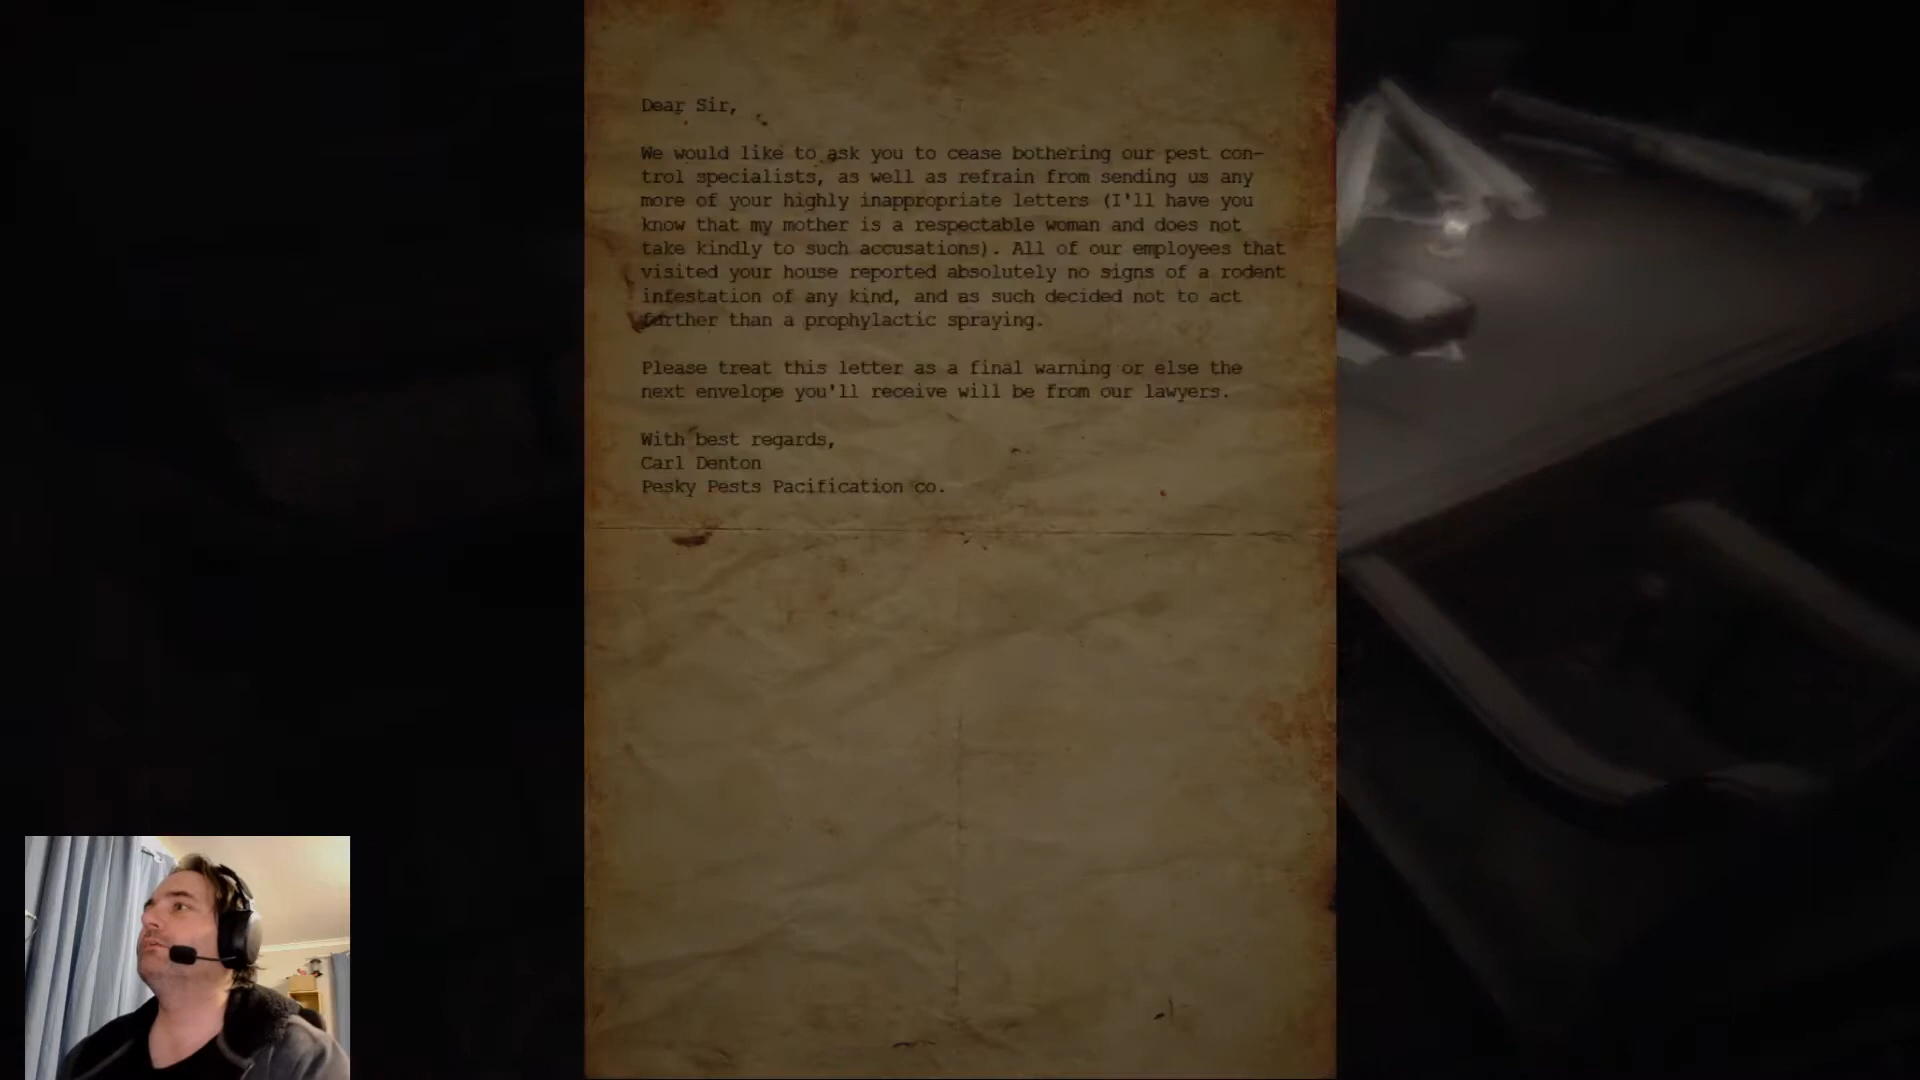 Dear Sir,
We would like to ask you to cease bothering our pest con-
trol specialists, as well as refrain from sending us any
more of your highly inappropriate letters (I'll have you
know that my mother is a respectable woman and does not
take kindly to such accusations). All of our employees that
visited your house reported absolutely no signs of a rodent
infestation of any kind, and as such decided not to act
further than a prophylactic spraying.
Please treat this letter as a final warning or else the
next envelope you'll receive will be from our lawyers.
With best regards,
Carl Denton
Pesky Pests Pacification co.